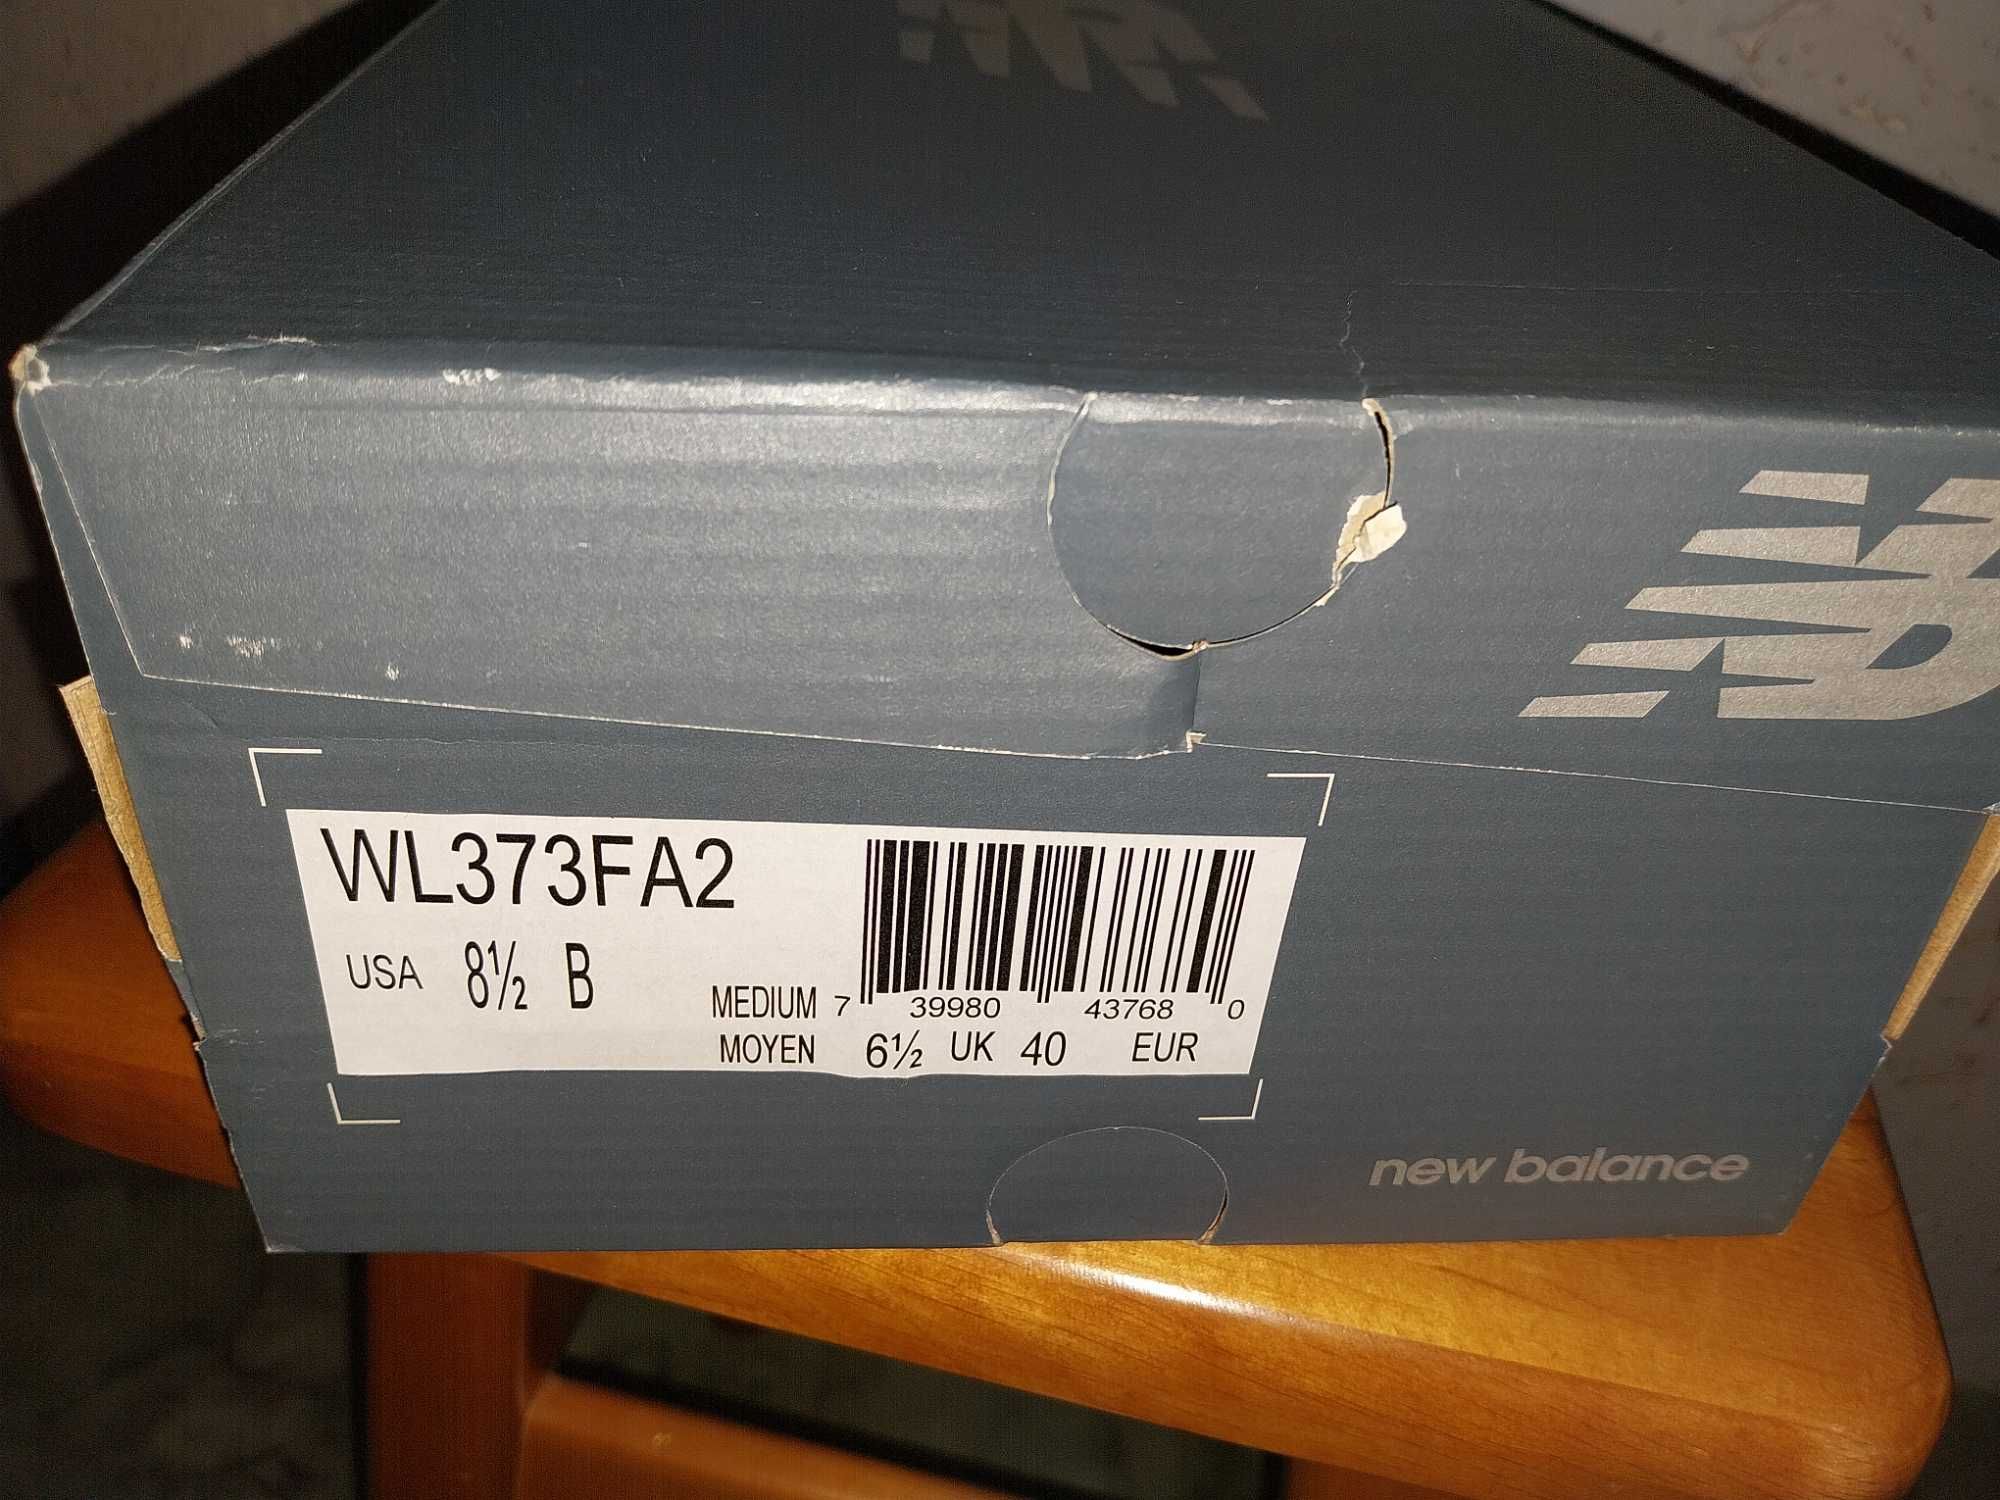 WL373FA2
USA 8½ B
MEDIUM 7 39980 43768 0
MOYEN 6½ UK 40 EUR
new balance